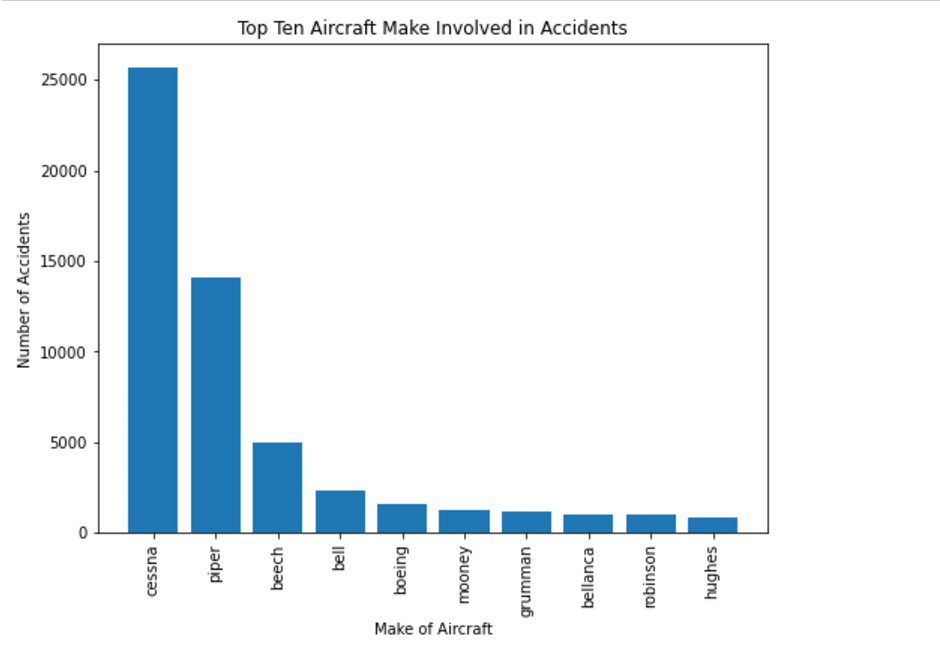 Top Ten Aircraft Make Involved in Accidents
Number of Accidents
25000
20000
15000
10000
5000
0
cessna
piper
beech
bell
boeing
mooney
grumman
bellanca
robinson
hughes
Make of Aircraft